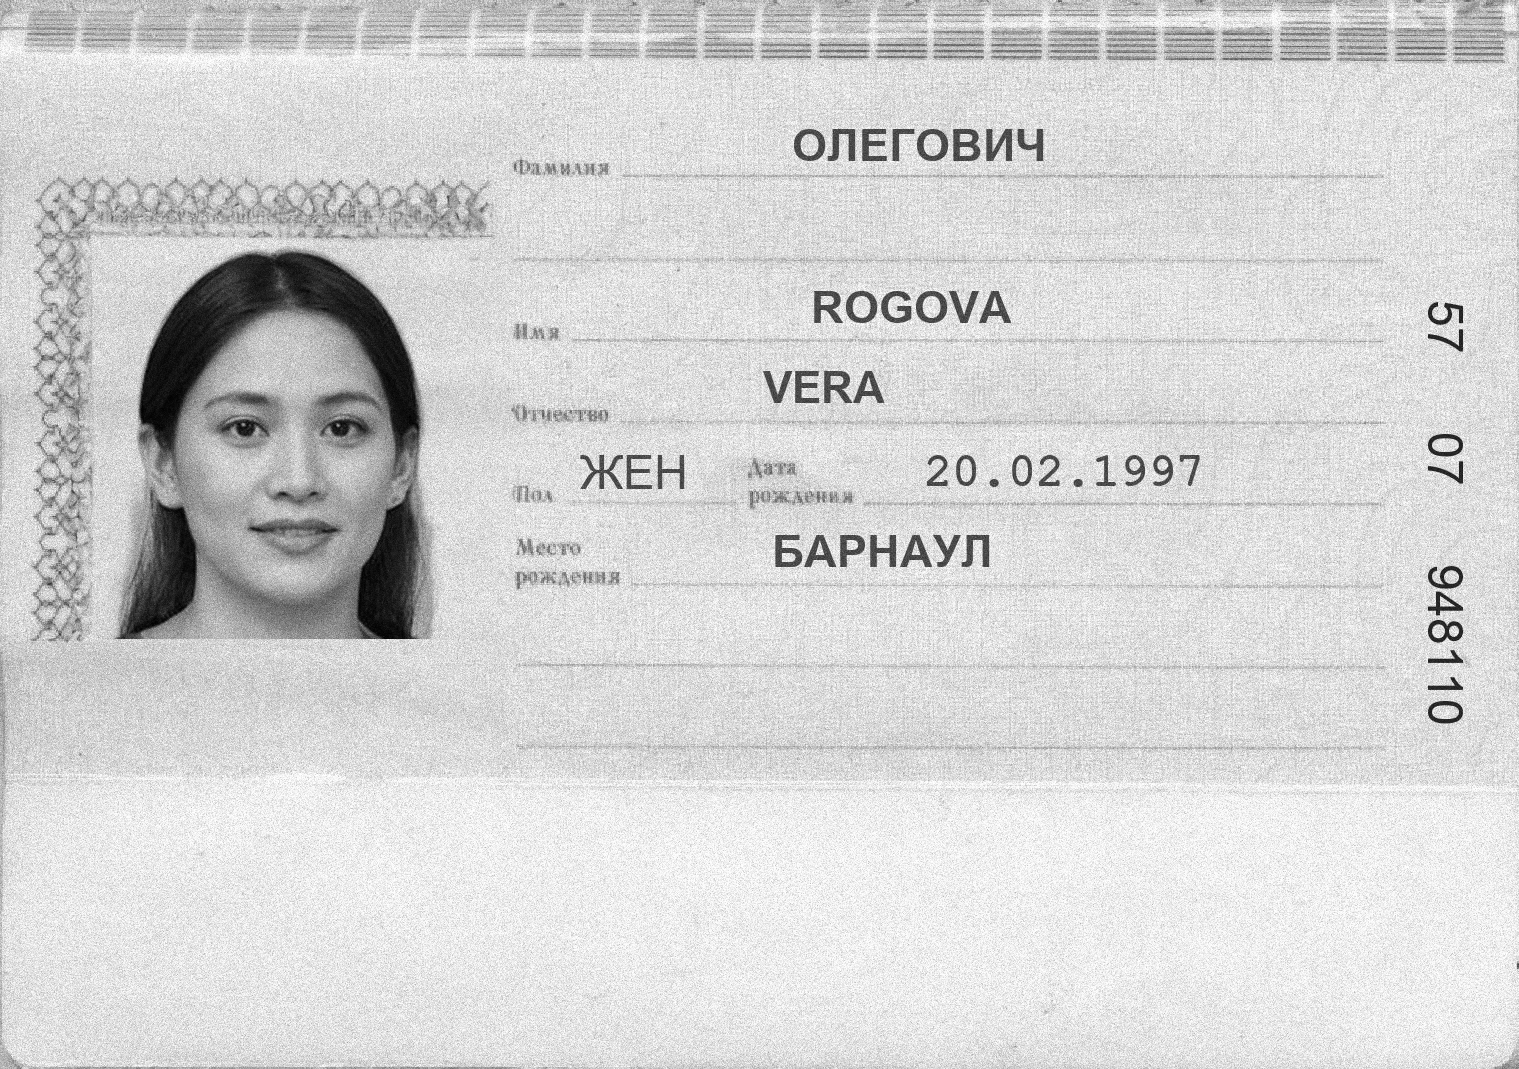 Фамилия ОЛЕГОВИЧ
Имя ROGOVA
Отчество VERA
Пол ЖЕН Дата рождения 20.02.1997
Место рождения БАРНАУЛ
57 07 948110